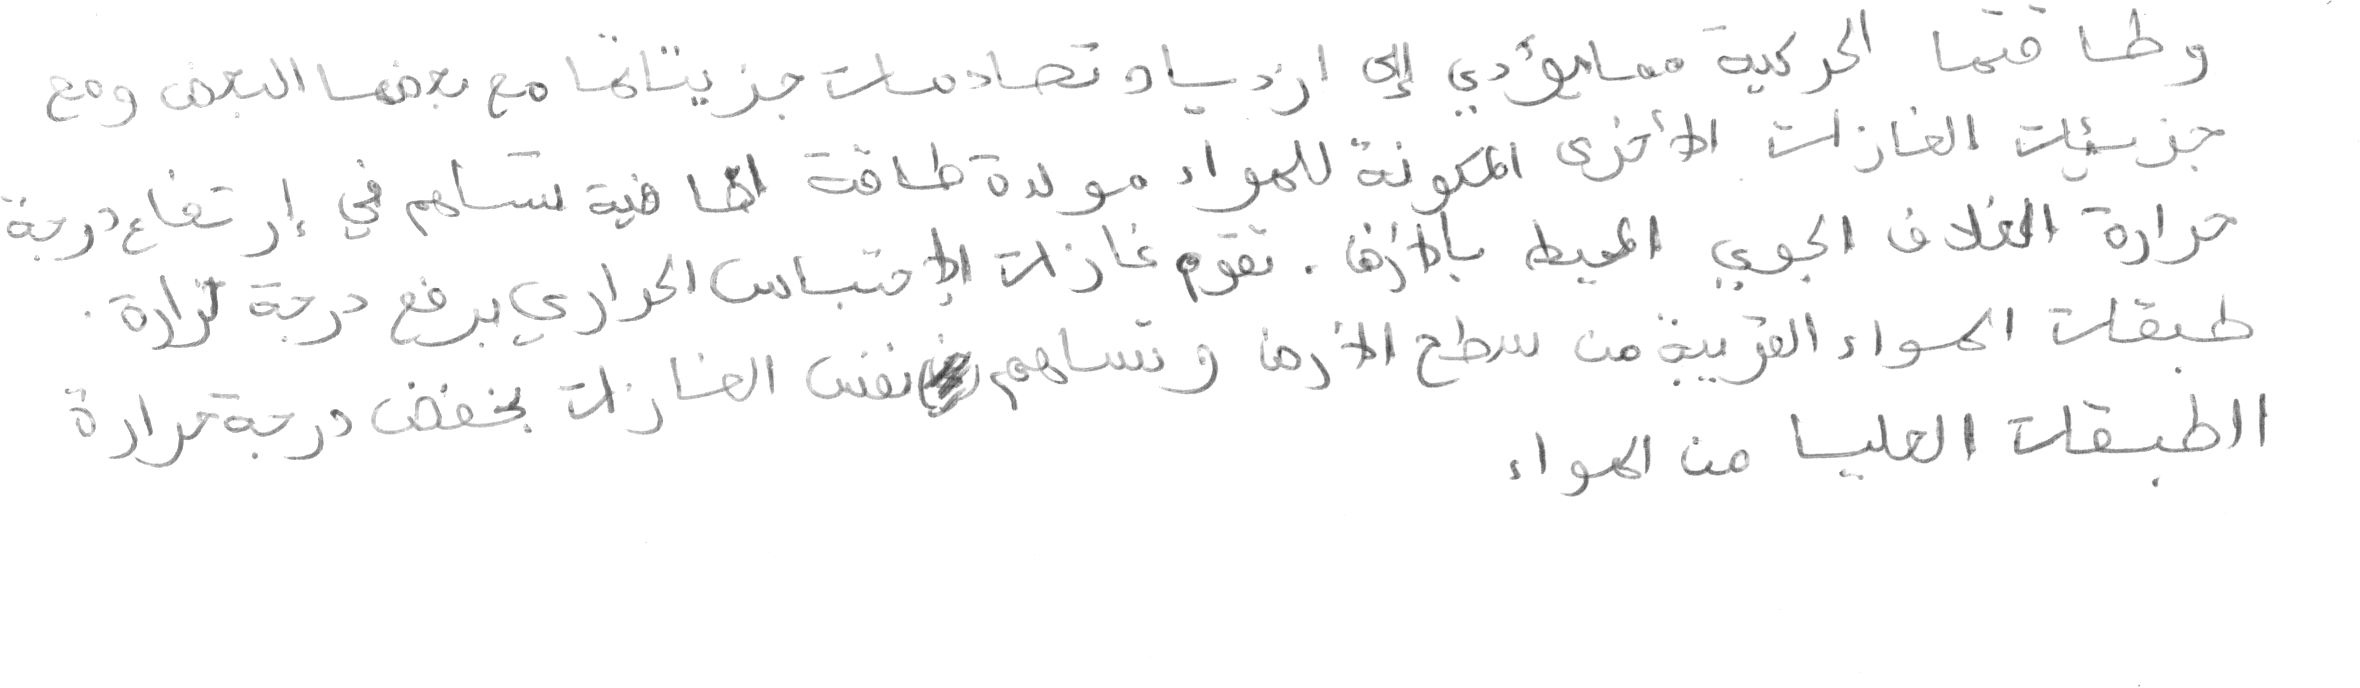 وطاقتها الحركية مما يؤدي إلى ازدياد تصادمات جزيئاتها مع بعضها البعض ومع
جزيئات الغازات الأخرى المكونة للهواء مولدة طاقة إضافية تساهم في إرتفاع درجة
حرارة الغلاف الجوي المحيط بالأرض . تقوم غازات الإحتباس الحراري برفع درجة حرارة .
طبقات الهواء القريبة من سطح الأرض وتساهم نفس الغازات بخفض درجة حرارة
الطبقات العليا من الهواء